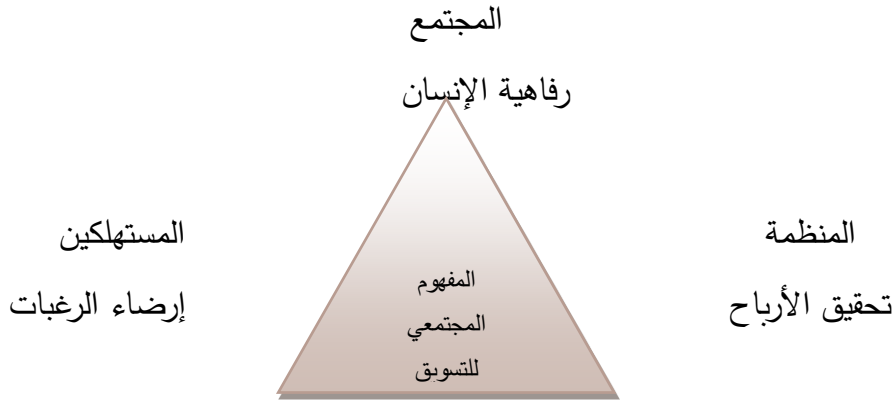 المجتمع
رفاهية الإنسان
المنظمة
تحقيق الأرباح
المستهلكين
إرضاء الرغبات
المفهوم
المجتمعي
للتسويق